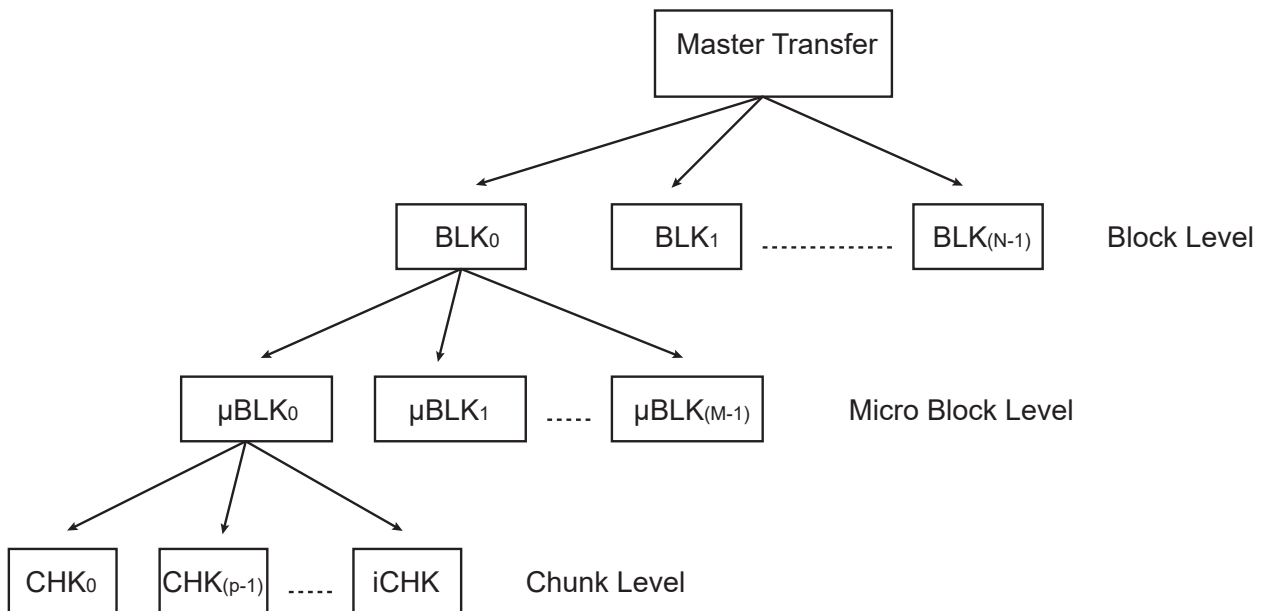 Master Transfer
BLK0 BLK1 BLK(N-1) Block Level
µBLK0 µBLK1 µBLK(M-1) Micro Block Level
CHK0 CHK(p-1) iCHK Chunk Level